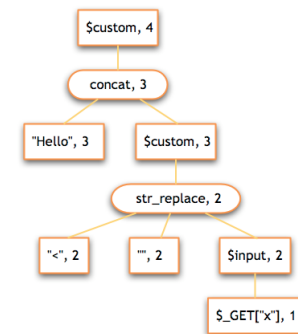 $custom, 4
concat, 3
"Hello", 3
$custom, 3
str_replace, 2
"<", 2
"", 2
$input, 2
$_GET["x"], 1